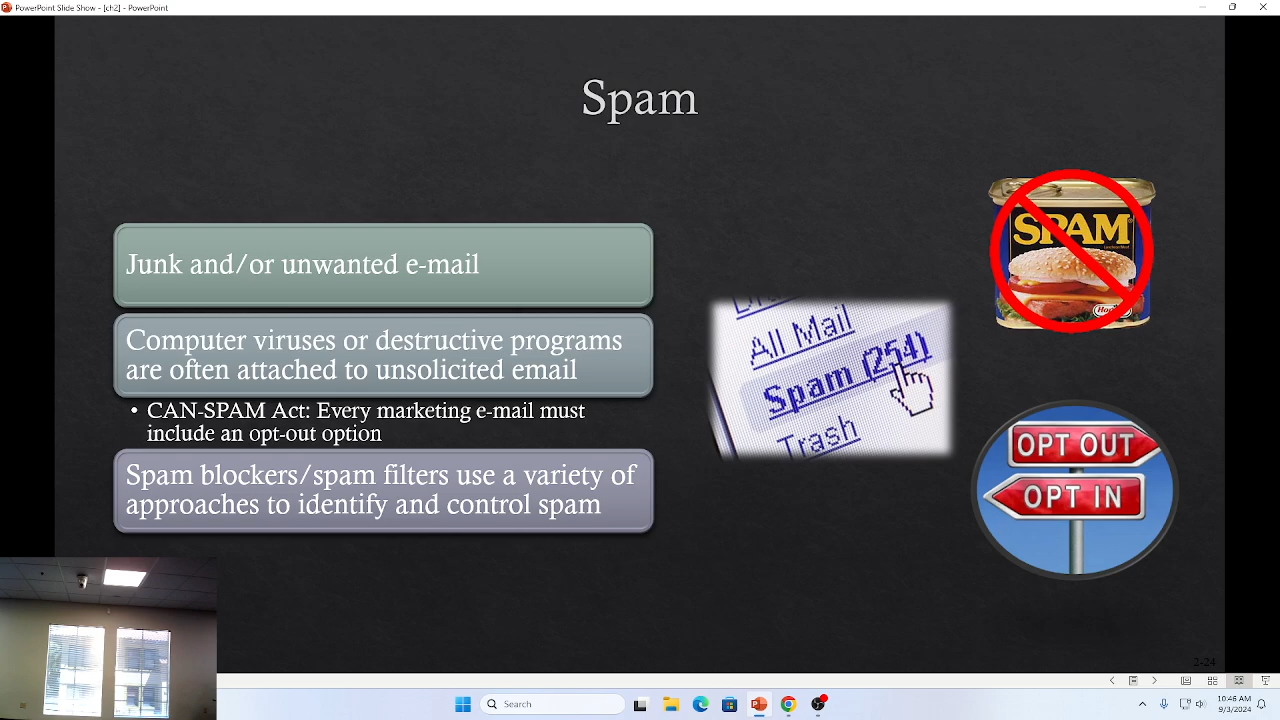 PowerPoint Slide Show - [ch2] - PowerPoint
Spam
Junk and/or unwanted e-mail
Computer viruses or destructive programs
are often attached to unsolicited email
• CAN-SPAM Act: Every marketing e-mail must
include an opt-out option
Spam blockers/spam filters use a variety of
approaches to identify and control spam
All Mail
Spam (254)
Trash
SPAM
OPT OUT
OPT IN
2-24
Search
10:46 AM
9/3/2024